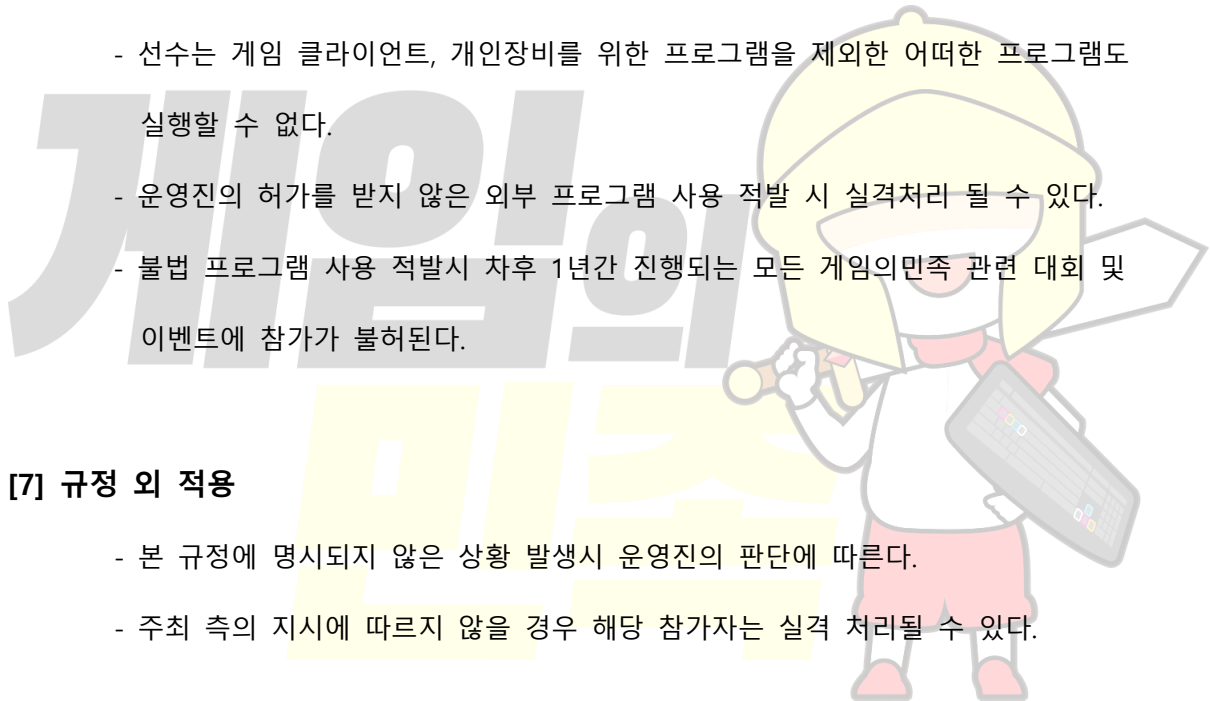 - 선수는 게임 클라이언트, 개인장비를 위한 프로그램을 제외한 어떠한 프로그램도
실행할 수 없다.
- 운영진의 허가를 받지 않은 외부 프로그램 사용 적발 시 실격처리 될 수 있다.
- 불법 프로그램 사용 적발시 차후 1년간 진행되는 모든 게임의민족 관련 대회 및
이벤트에 참가가 불허된다.
[7] 규정 외 적용
- 본 규정에 명시되지 않은 상황 발생시 운영진의 판단에 따른다.
- 주최 측의 지시에 따르지 않을 경우 해당 참가자는 실격 처리될 수 있다.
게임의
민족